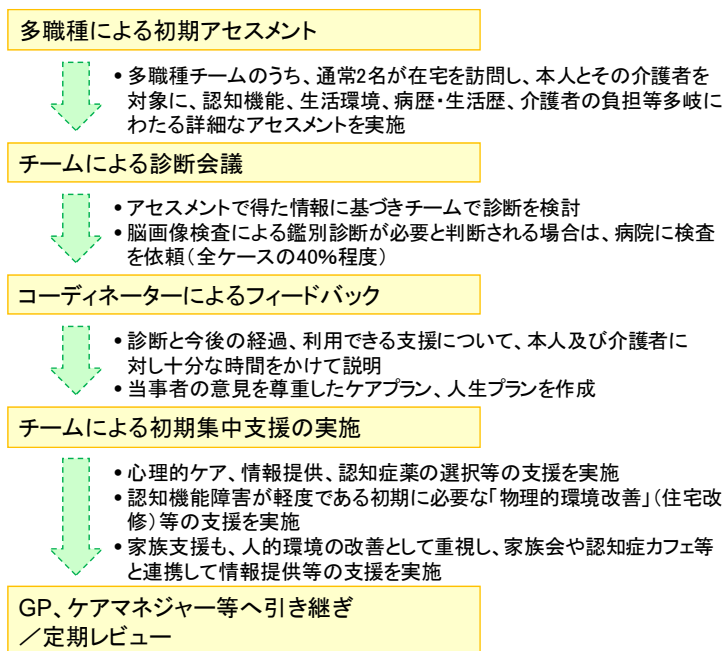 多職種による初期アセスメント
• 多職種チームのうち、通常2名が在宅を訪問し、本人とその介護者を
対象に、認知機能、生活環境、病歴・生活歴、介護者の負担等多岐に
わたる詳細なアセスメントを実施
チームによる診断会議
• アセスメントで得た情報に基づきチームで診断を検討
• 脳画像検査による鑑別診断が必要と判断される場合は、病院に検査
を依頼(全ケースの40%程度)
コーディネーターによるフィードバック
• 診断と今後の経過、利用できる支援について、本人及び介護者に
対し十分な時間をかけて説明
• 当事者の意見を尊重したケアプラン、人生プランを作成
チームによる初期集中支援の実施
• 心理的ケア、情報提供、認知症薬の選択等の支援を実施
• 認知機能障害が軽度である初期に必要な「物理的環境改善」(住宅改
修)等の支援を実施
• 家族支援も、人的環境の改善として重視し、家族会や認知症カフェ等
と連携して情報提供等の支援を実施
GP、ケアマネジャー等へ引き継ぎ
/定期レビュー